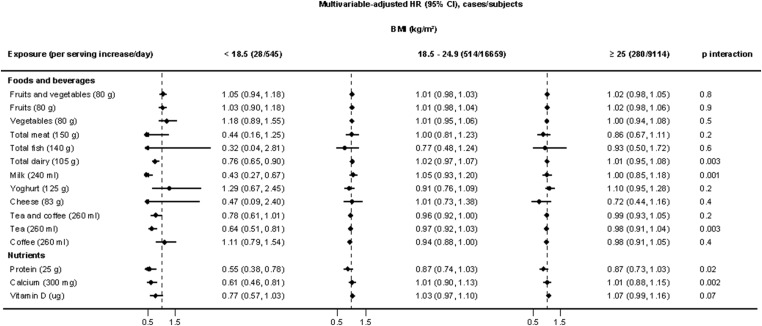 Multivariable-adjusted HR (95% CI), cases/subjects
BMI (kg/m²)
Exposure (per serving increase/day) < 18.5 (28/545) 18.5 - 24.9 (514/16659) ≥ 25 (280/9114) p interaction
Foods and beverages
Fruits and vegetables (80 g) 1.05 (0.94, 1.18) 1.01 (0.98, 1.03) 1.02 (0.98, 1.05) 0.8
Fruits (80 g) 1.03 (0.90, 1.18) 1.01 (0.98, 1.04) 1.02 (0.98, 1.06) 0.9
Vegetables (80 g) 1.18 (0.89, 1.55) 1.01 (0.95, 1.06) 1.00 (0.94, 1.08) 0.5
Total meat (150 g) 0.44 (0.16, 1.25) 1.00 (0.81, 1.23) 0.86 (0.67, 1.11) 0.2
Total fish (140 g) 0.32 (0.04, 2.81) 0.77 (0.48, 1.24) 0.93 (0.50, 1.72) 0.6
Total dairy (105 g) 0.76 (0.65, 0.90) 1.02 (0.97, 1.07) 1.01 (0.95, 1.08) 0.003
Milk (240 ml) 0.43 (0.27, 0.67) 1.05 (0.93, 1.20) 1.00 (0.85, 1.18) 0.001
Yoghurt (125 g) 1.29 (0.67, 2.45) 0.91 (0.76, 1.09) 1.10 (0.95, 1.28) 0.2
Cheese (83 g) 0.47 (0.09, 2.40) 1.01 (0.73, 1.38) 0.72 (0.44, 1.16) 0.4
Tea and coffee (260 ml) 0.78 (0.61, 1.01) 0.96 (0.92, 1.00) 0.99 (0.93, 1.05) 0.2
Tea (260 ml) 0.64 (0.51, 0.81) 0.97 (0.92, 1.03) 0.98 (0.91, 1.04) 0.003
Coffee (260 ml) 1.11 (0.79, 1.54) 0.94 (0.88, 1.00) 0.98 (0.91, 1.05) 0.4
Nutrients
Protein (25 g) 0.55 (0.38, 0.78) 0.87 (0.74, 1.03) 0.87 (0.73, 1.03) 0.02
Calcium (300 mg) 0.61 (0.46, 0.81) 1.01 (0.90, 1.13) 1.01 (0.88, 1.15) 0.002
Vitamin D (ug) 0.77 (0.57, 1.03) 1.03 (0.97, 1.10) 1.07 (0.99, 1.16) 0.07
0.5 1.5 0.5 1.5 0.5 1.5